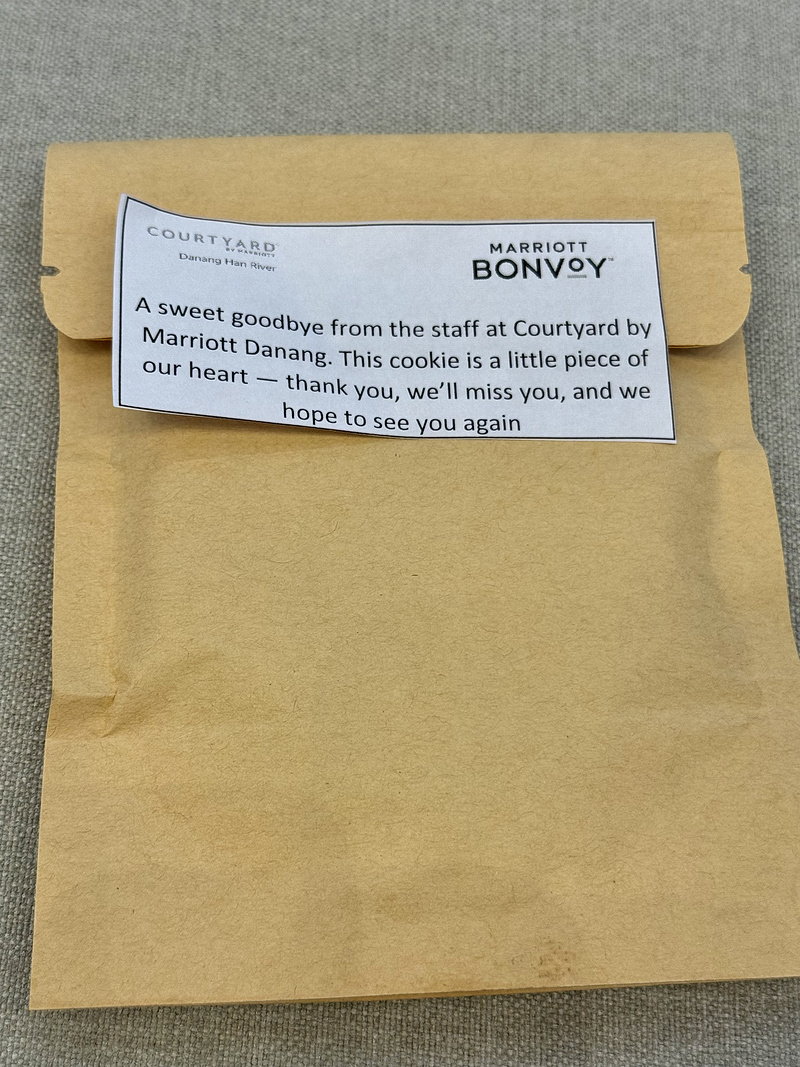 COURTYARD
BY MARRIOTT
Danang Han River
MARRIOTT
BONVOY™
A sweet goodbye from the staff at Courtyard by
Marriott Danang. This cookie is a little piece of
our heart — thank you, we’ll miss you, and we
hope to see you again